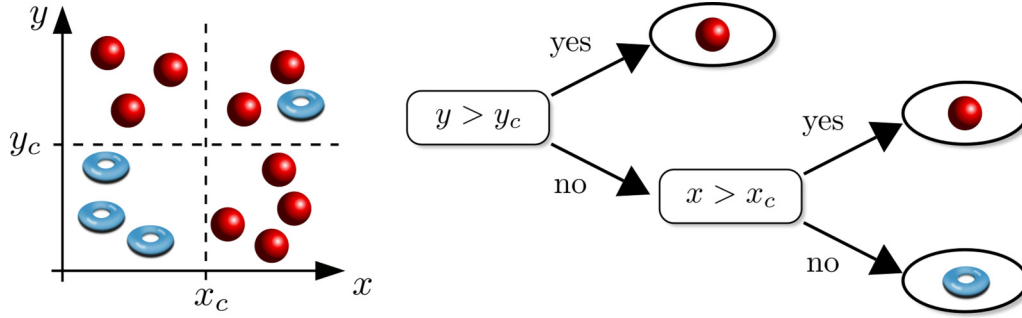 y
y_c
x_c
x
y > y_c
yes
no
x > x_c
yes
no